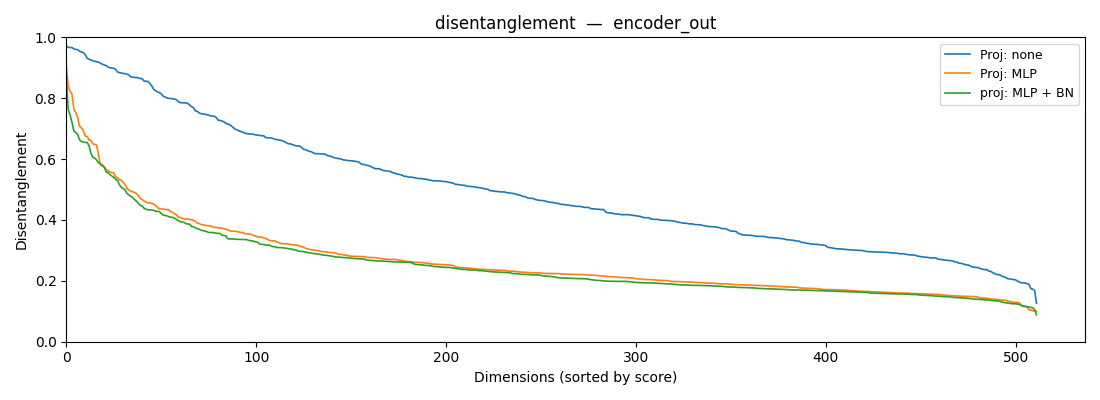 disentanglement — encoder_out
1.0
0.8
0.6
0.4
0.2
0.0
Disentanglement
Proj: none
Proj: MLP
proj: MLP + BN
0
100
200
300
400
500
Dimensions (sorted by score)